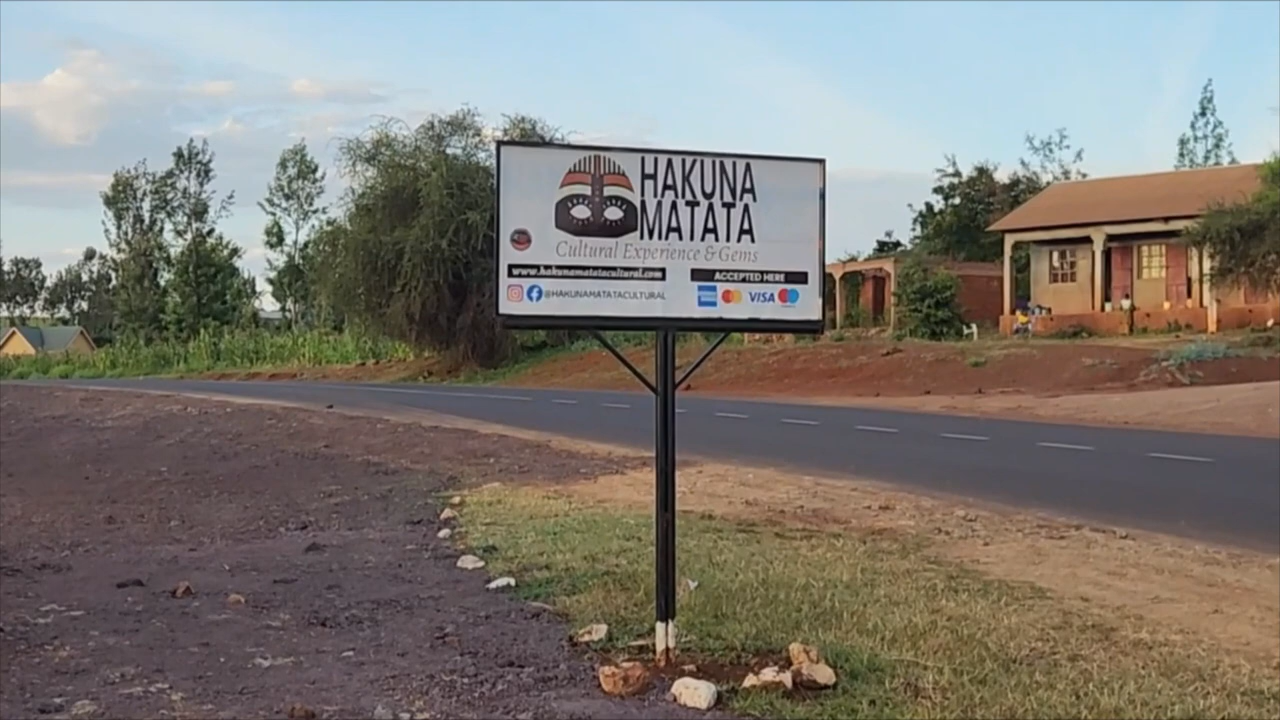 HAKUNA
MATATA
Cultural Experience & Gems
www.hakunamatatacultural.com
ACCEPTED HERE
@HAKUNAMATATACULTURAL
VISA